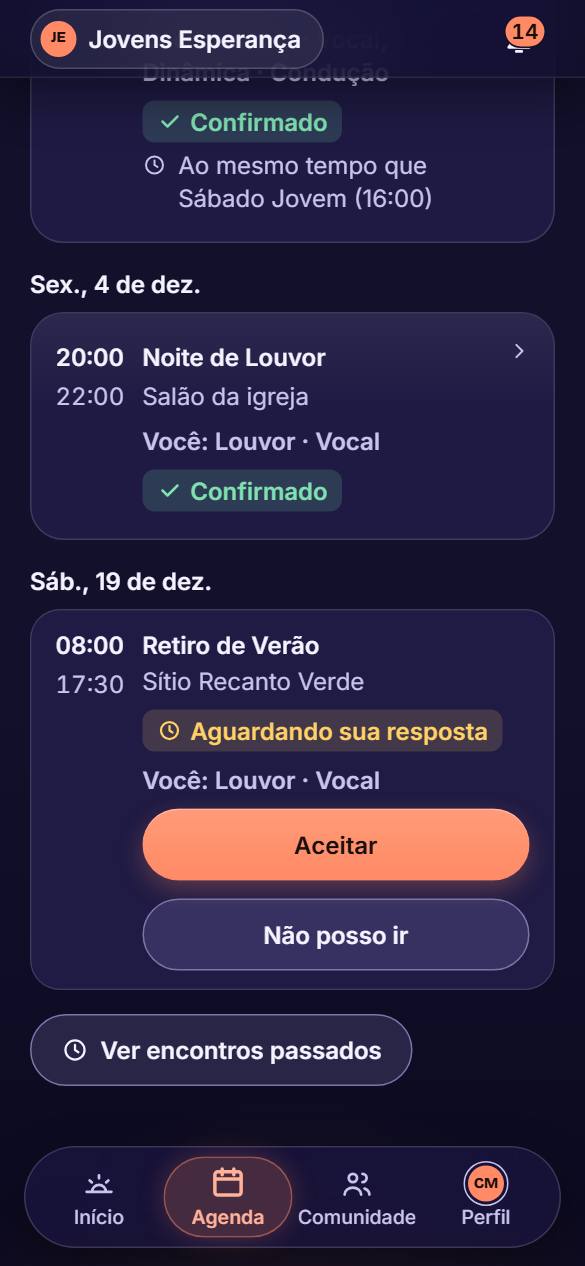 JE Jovens Esperança
14
Dinâmica · Condução
Confirmado
Ao mesmo tempo que
Sábado Jovem (16:00)
Sex., 4 de dez.
20:00 Noite de Louvor
22:00 Salão da igreja
Você: Louvor · Vocal
Confirmado
Sáb., 19 de dez.
08:00 Retiro de Verão
17:30 Sítio Recanto Verde
Aguardando sua resposta
Você: Louvor · Vocal
Aceitar
Não posso ir
Ver encontros passados
CM
Início Agenda Comunidade Perfil